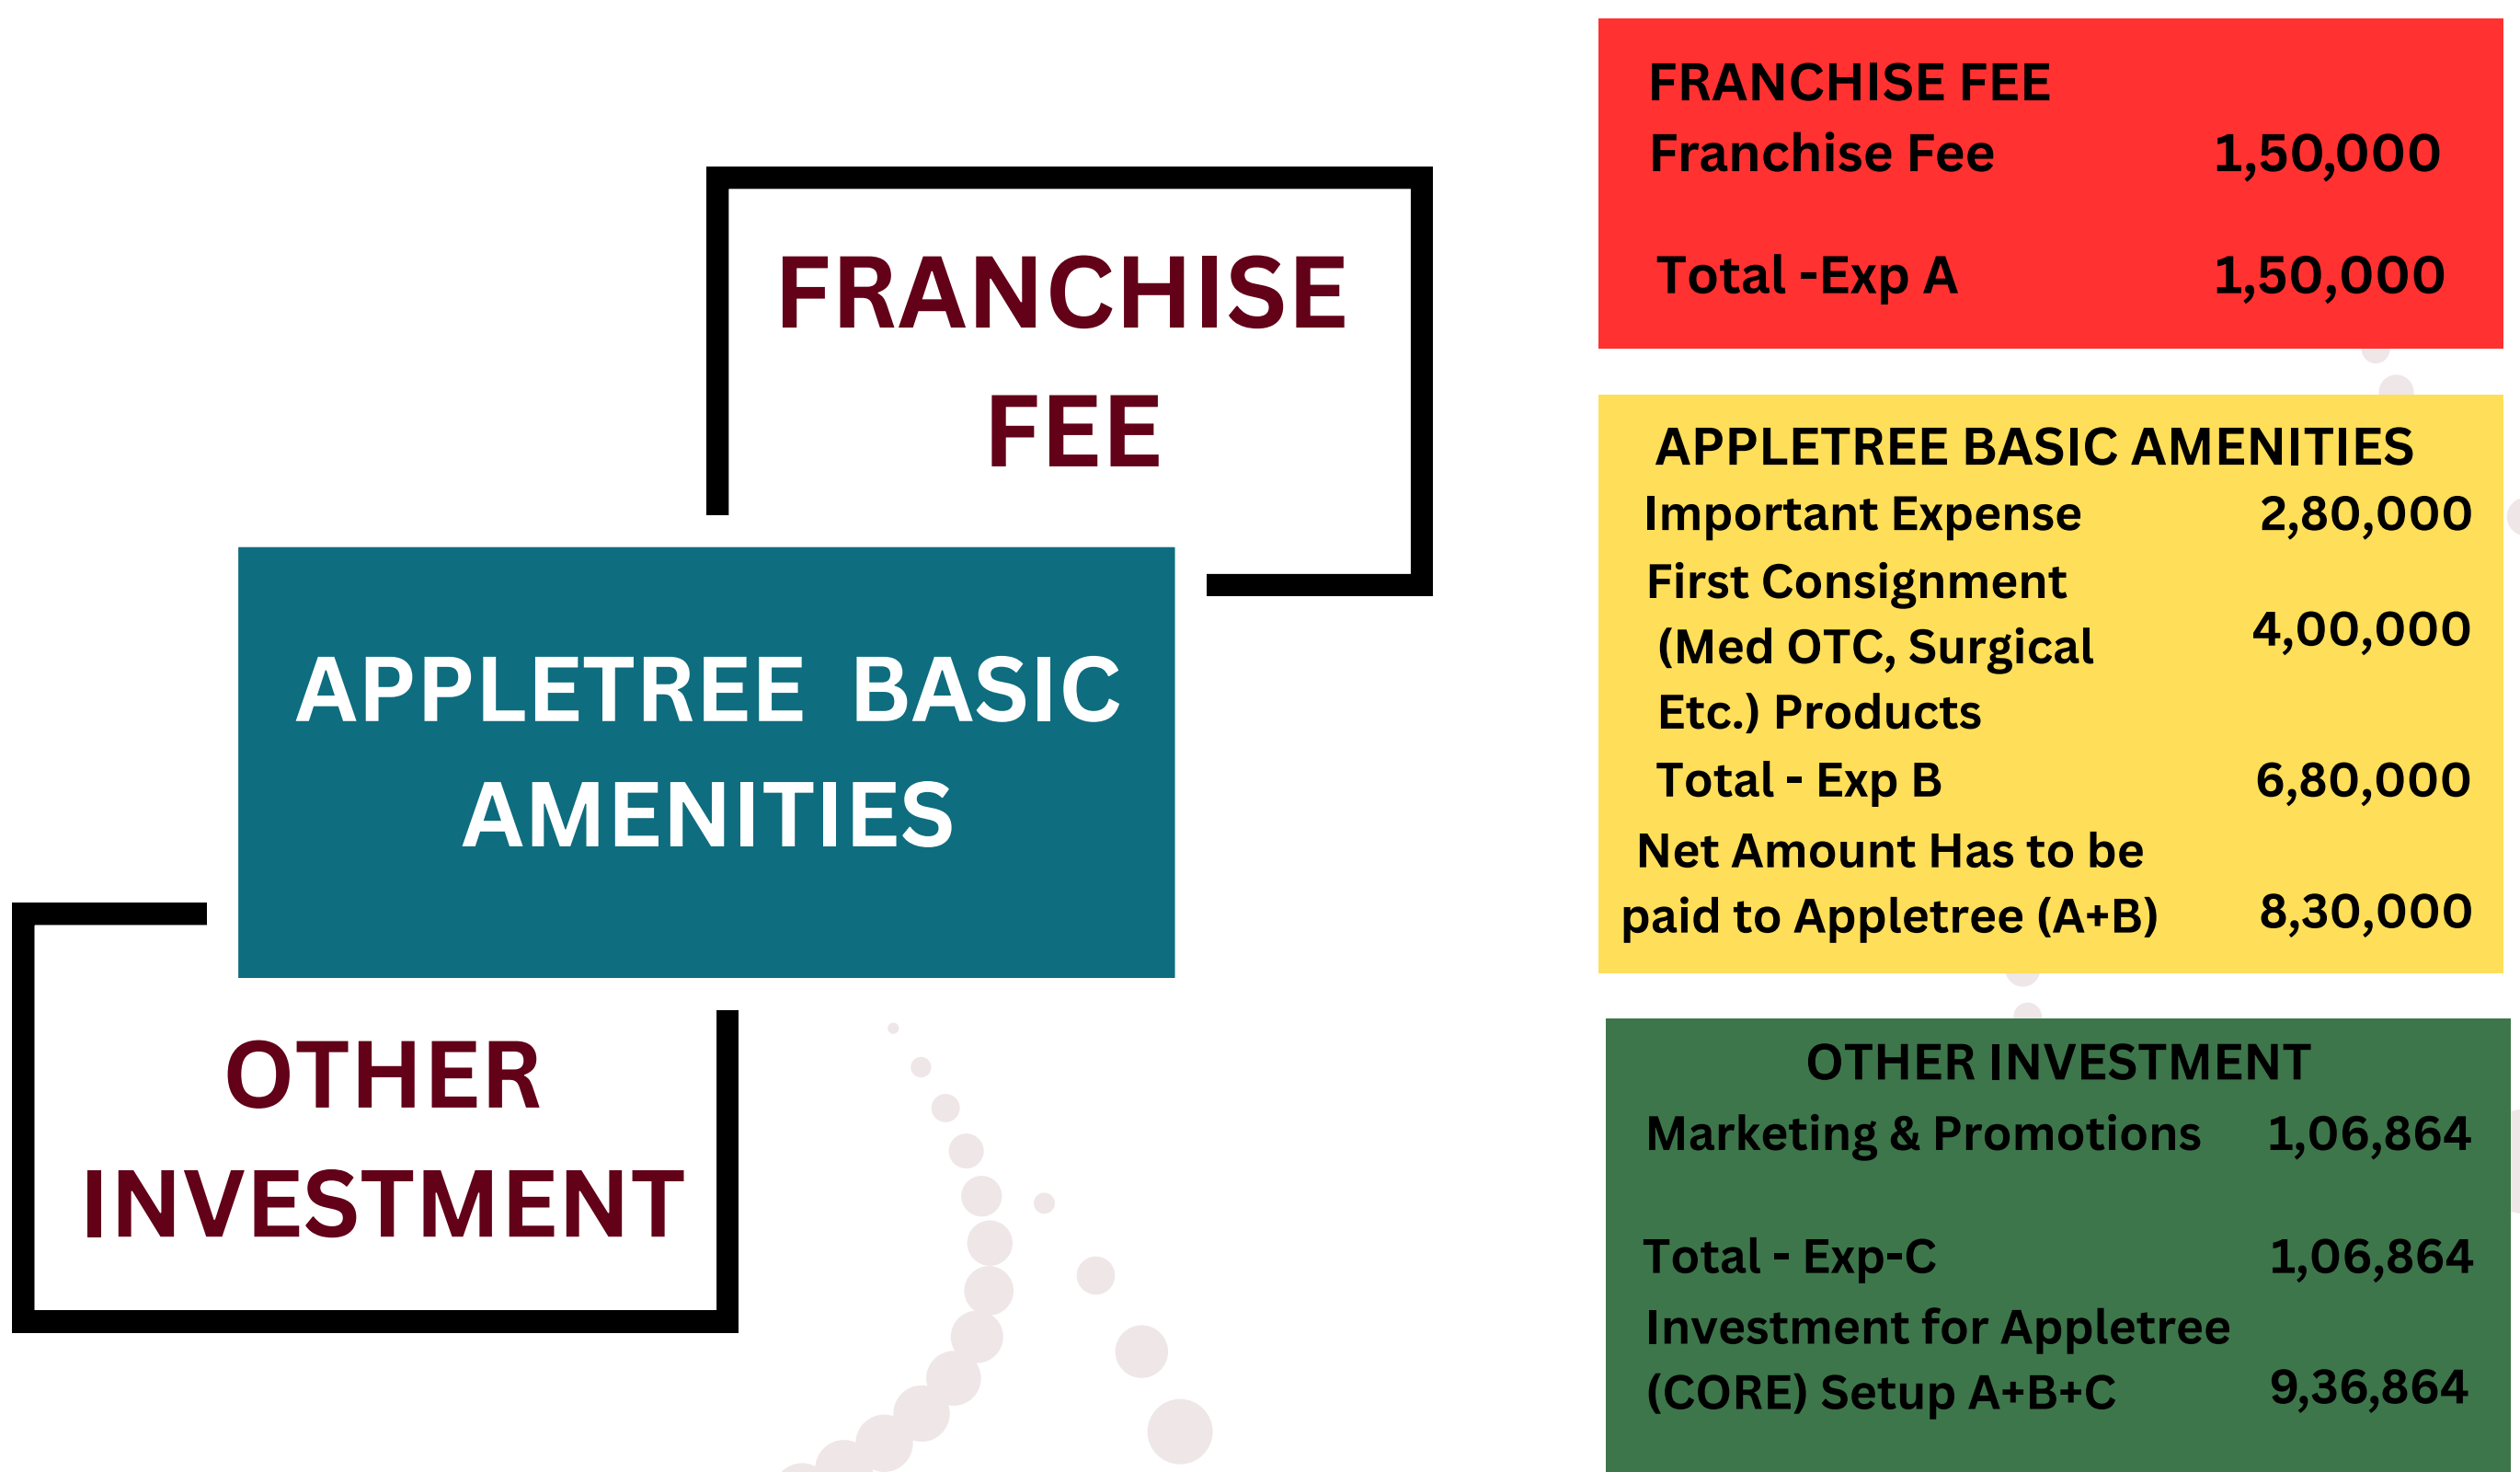 FRANCHISE
FEE
APPLETREE BASIC
AMENITIES
OTHER
INVESTMENT
FRANCHISE FEE
Franchise Fee 1,50,000
Total -Exp A 1,50,000
APPLETREE BASIC AMENITIES
Important Expense 2,80,000
First Consignment
(Med OTC, Surgical 4,00,000
Etc.) Products
Total - Exp B 6,80,000
Net Amount Has to be
paid to Appletree (A+B) 8,30,000
OTHER INVESTMENT
Marketing & Promotions 1,06,864
Total - Exp-C 1,06,864
Investment for Appletree
(CORE) Setup A+B+C 9,36,864